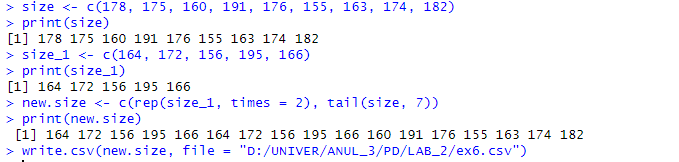 > size <- c(178, 175, 160, 191, 176, 155, 163, 174, 182)
> print(size)
[1] 178 175 160 191 176 155 163 174 182
> size_1 <- c(164, 172, 156, 195, 166)
> print(size_1)
[1] 164 172 156 195 166
> new.size <- c(rep(size_1, times = 2), tail(size, 7))
> print(new.size)
[1] 164 172 156 195 166 164 172 156 195 166 160 191 176 155 163 174 182
> write.csv(new.size, file = "D:/UNIVER/ANUL_3/PD/LAB_2/ex6.csv")